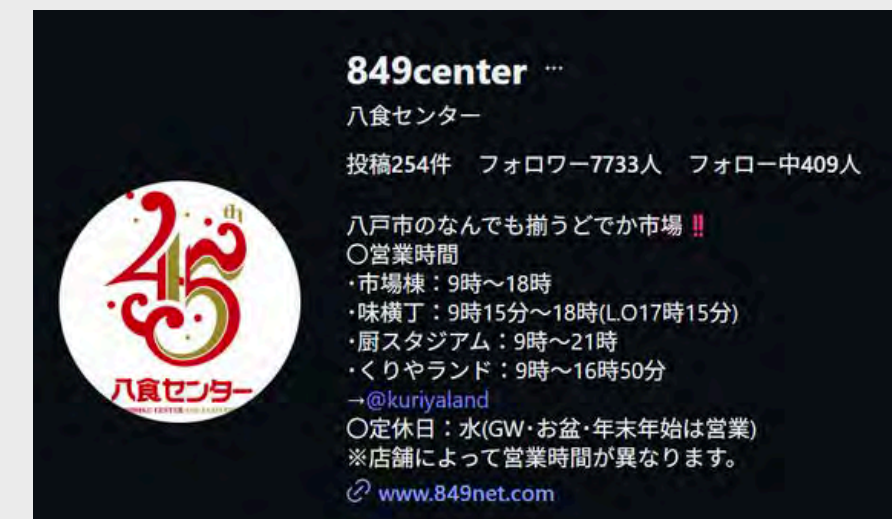 849center …
八食センター
投稿254件 フォロワー7733人 フォロー中409人
45th
八食センター
八戸市のなんでも揃うどでか市場‼
〇営業時間
・市場棟：9時～18時
・味横丁：9時15分～18時(L.O17時15分)
・厨スタジアム：9時～21時
・くりやランド：9時～16時50分
→@kuriyaland
〇定休日：水(GW・お盆・年末年始は営業)
※店舗によって営業時間が異なります。
www.849net.com